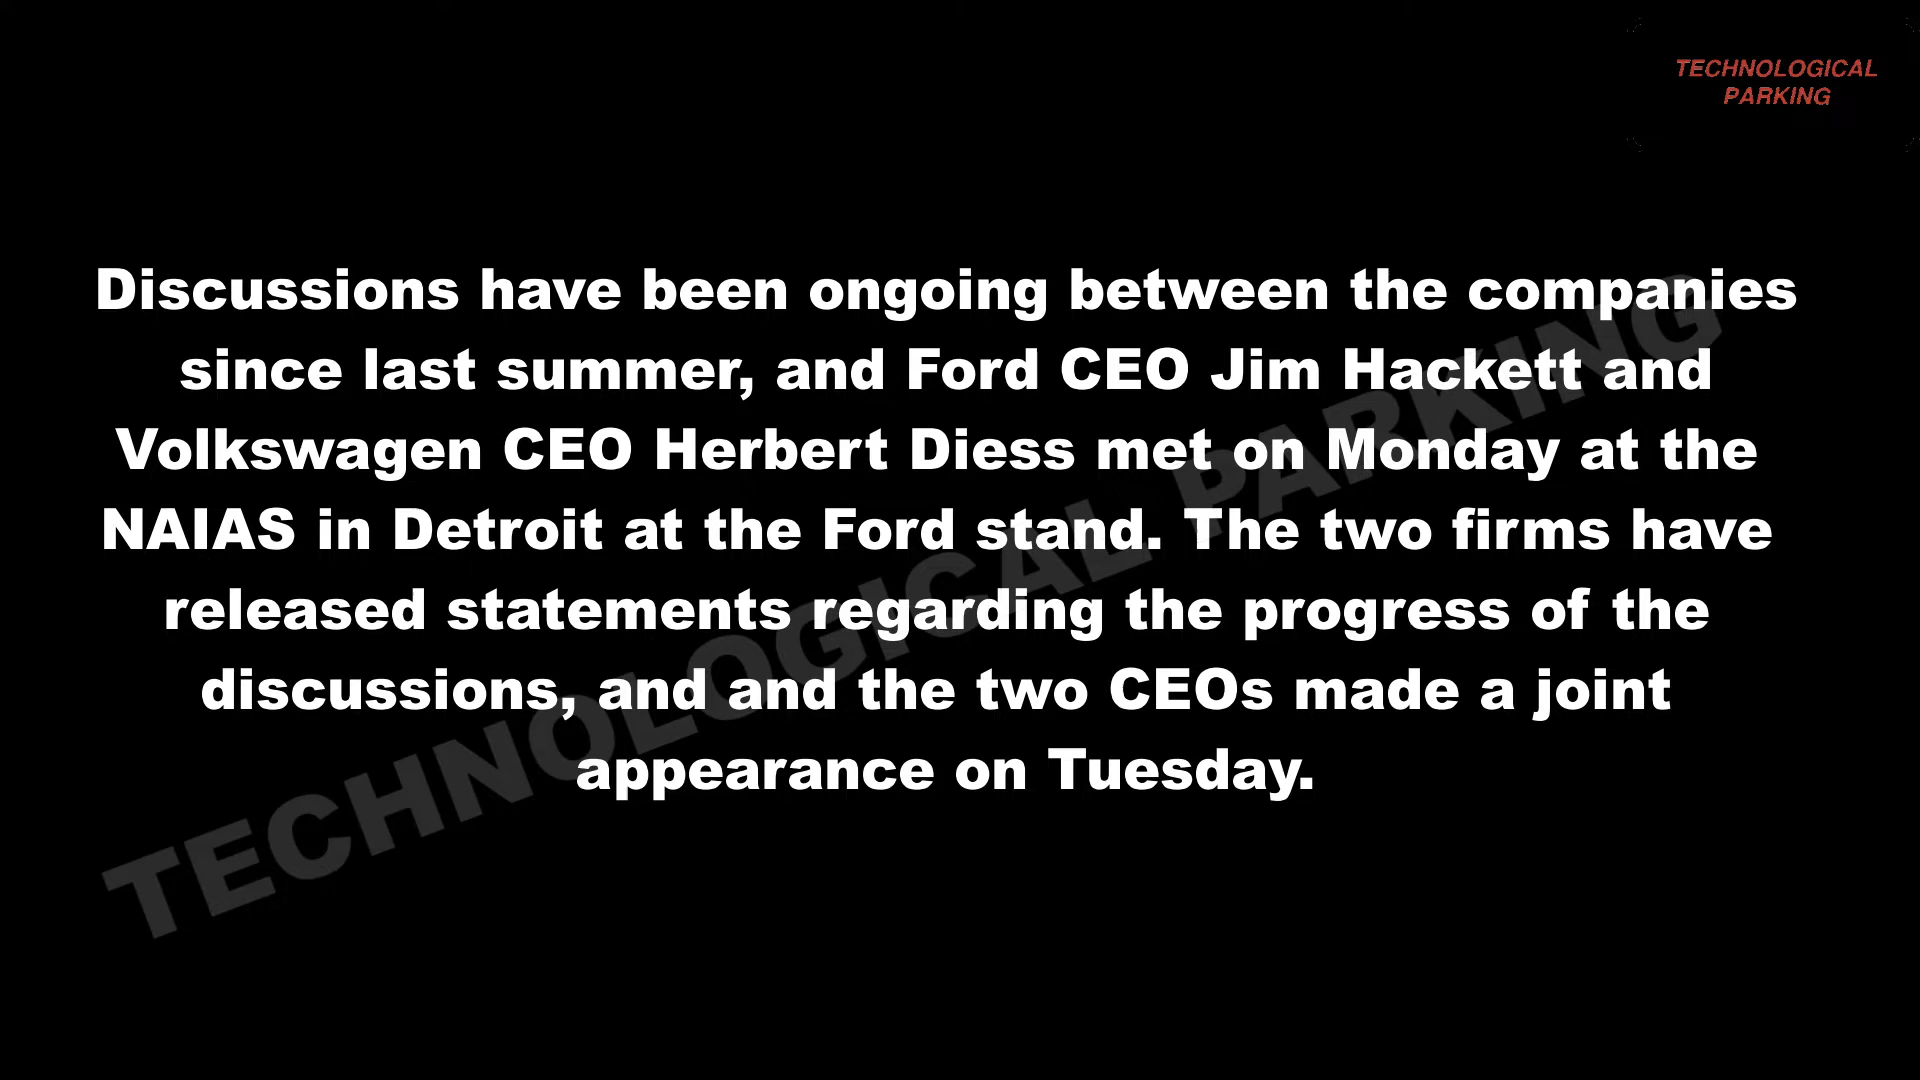 TECHNOLOGICAL
PARKING
Discussions have been ongoing between the companies
since last summer, and Ford CEO Jim Hackett and
Volkswagen CEO Herbert Diess met on Monday at the
NAIAS in Detroit at the Ford stand. The two firms have
released statements regarding the progress of the
discussions, and and the two CEOs made a joint
appearance on Tuesday.
TECHNOLOGICAL PARKING